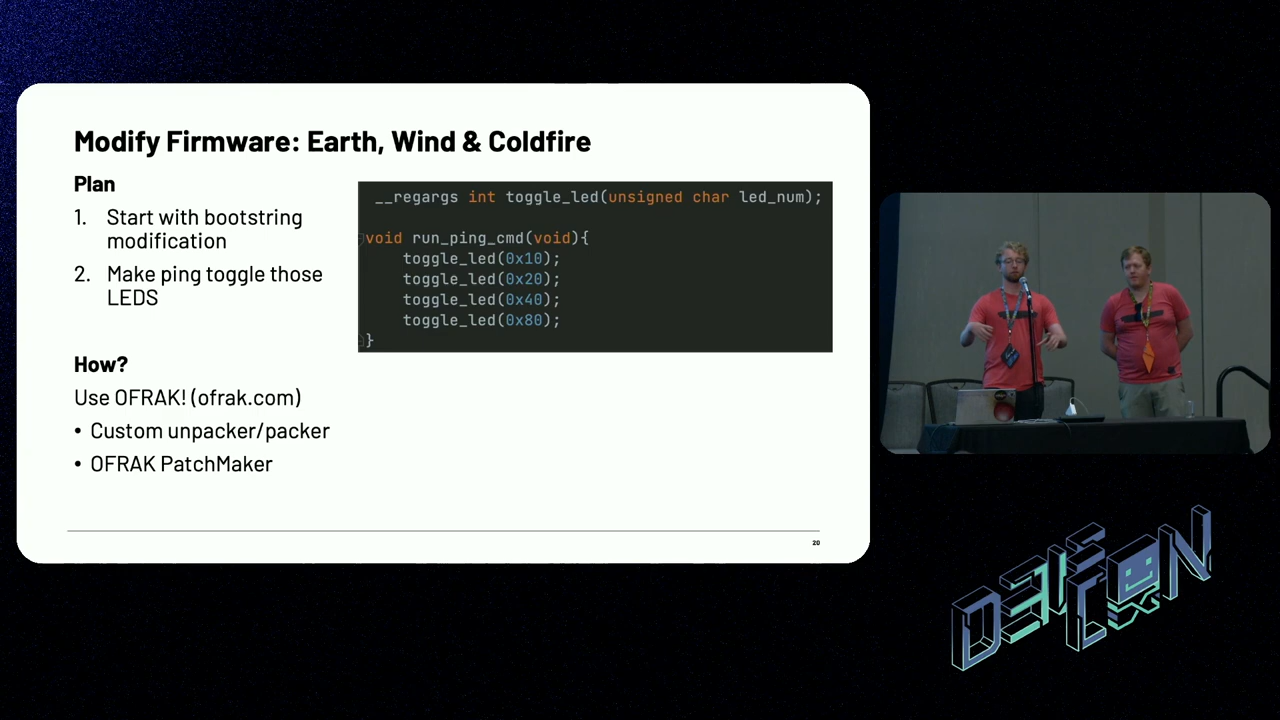 Modify Firmware: Earth, Wind & Coldfire
Plan
1. Start with bootstring
modification
2. Make ping toggle those
LEDS
How?
Use OFRAK! (ofrak.com)
• Custom unpacker/packer
• OFRAK PatchMaker
__regargs int toggle_led(unsigned char led_num);
void run_ping_cmd(void){
toggle_led(0x10);
toggle_led(0x20);
toggle_led(0x40);
toggle_led(0x80);
}
20
DEF CON